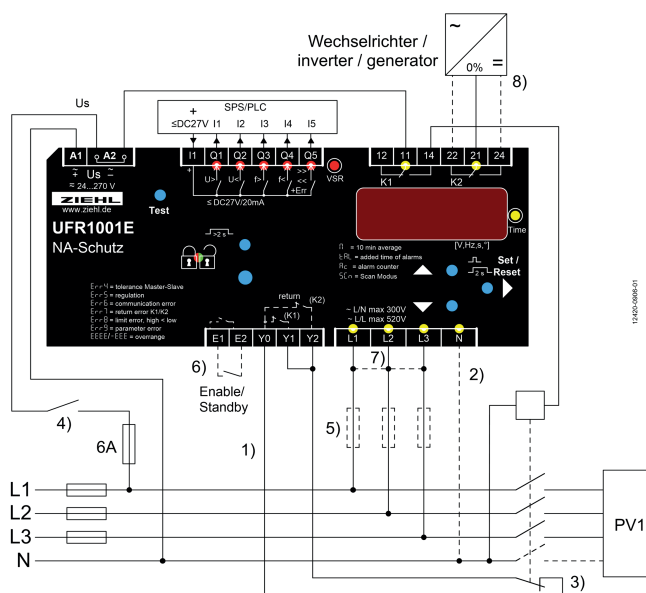 Wechselrichter /
inverter / generator
~
0%
=
8)
Us
SPS/PLC
+
≤DC27V I1 I2 I3 I4 I5
A1 A2
I1 Q1 Q2 Q3 Q4 Q5
12 11 14 22 21 24
Us
≂ 24...270 V
+ U> U< f> f< >>
<<
+Err
VSR
K1 K2
≤ DC27V/20mA
ZIEHL
www.ziehl.de
Test
UFR1001E
NA-Schutz
>2 s
Time
[V,Hz,s,°]
= 10 min average
= added time of alarms
Ac = alarm counter
SCn = Scan Modus
Set /
Reset
2 s
Err4 = tolerance Master-Slave
Err5 = regulation
Err6 = communication error
Err7 = return error K1/K2
Err8 = limit error, high < low
Err9 = parameter error
EEEE/-EEE = overrange
return
(K2)
(K1)
~ L/N max 300V
~ L/L max 520V
E1 E2 Y0 Y1 Y2
L1 L2 L3 N
6)
Enable/
Standby
7)
2)
1)
5)
4)
6A
L1
L2
L3
N
PV1
3)
12420-0906-01